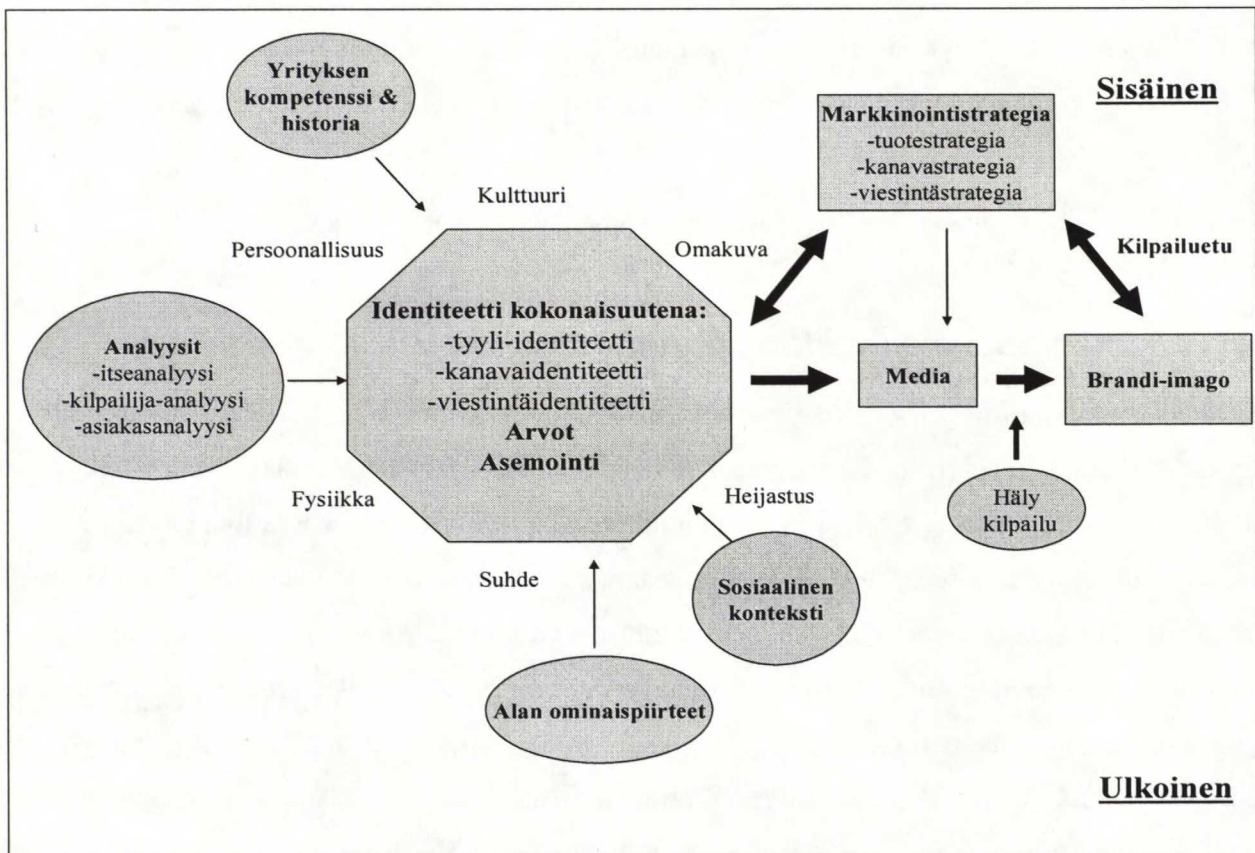 Yrityksen
kompetenssi &
historia
Sisäinen
Markkinointistrategia
-tuotestrategia
-kanavastrategia
-viestintästrategia
Kulttuuri
Persoonallisuus
Omakuva
Kilpailuetu
Identiteetti kokonaisuutena:
-tyyli-identiteetti
-kanavaidentiteetti
-viestintäidentiteetti
Arvot
Asemointi
Analyysit
-itseanalyysi
-kilpailija-analyysi
-asiakasanalyysi
Media
Brandi-imago
Fysiikka
Heijastus
Häly
kilpailu
Suhde
Sosiaalinen
konteksti
Alan ominaispiirteet
Ulkoinen